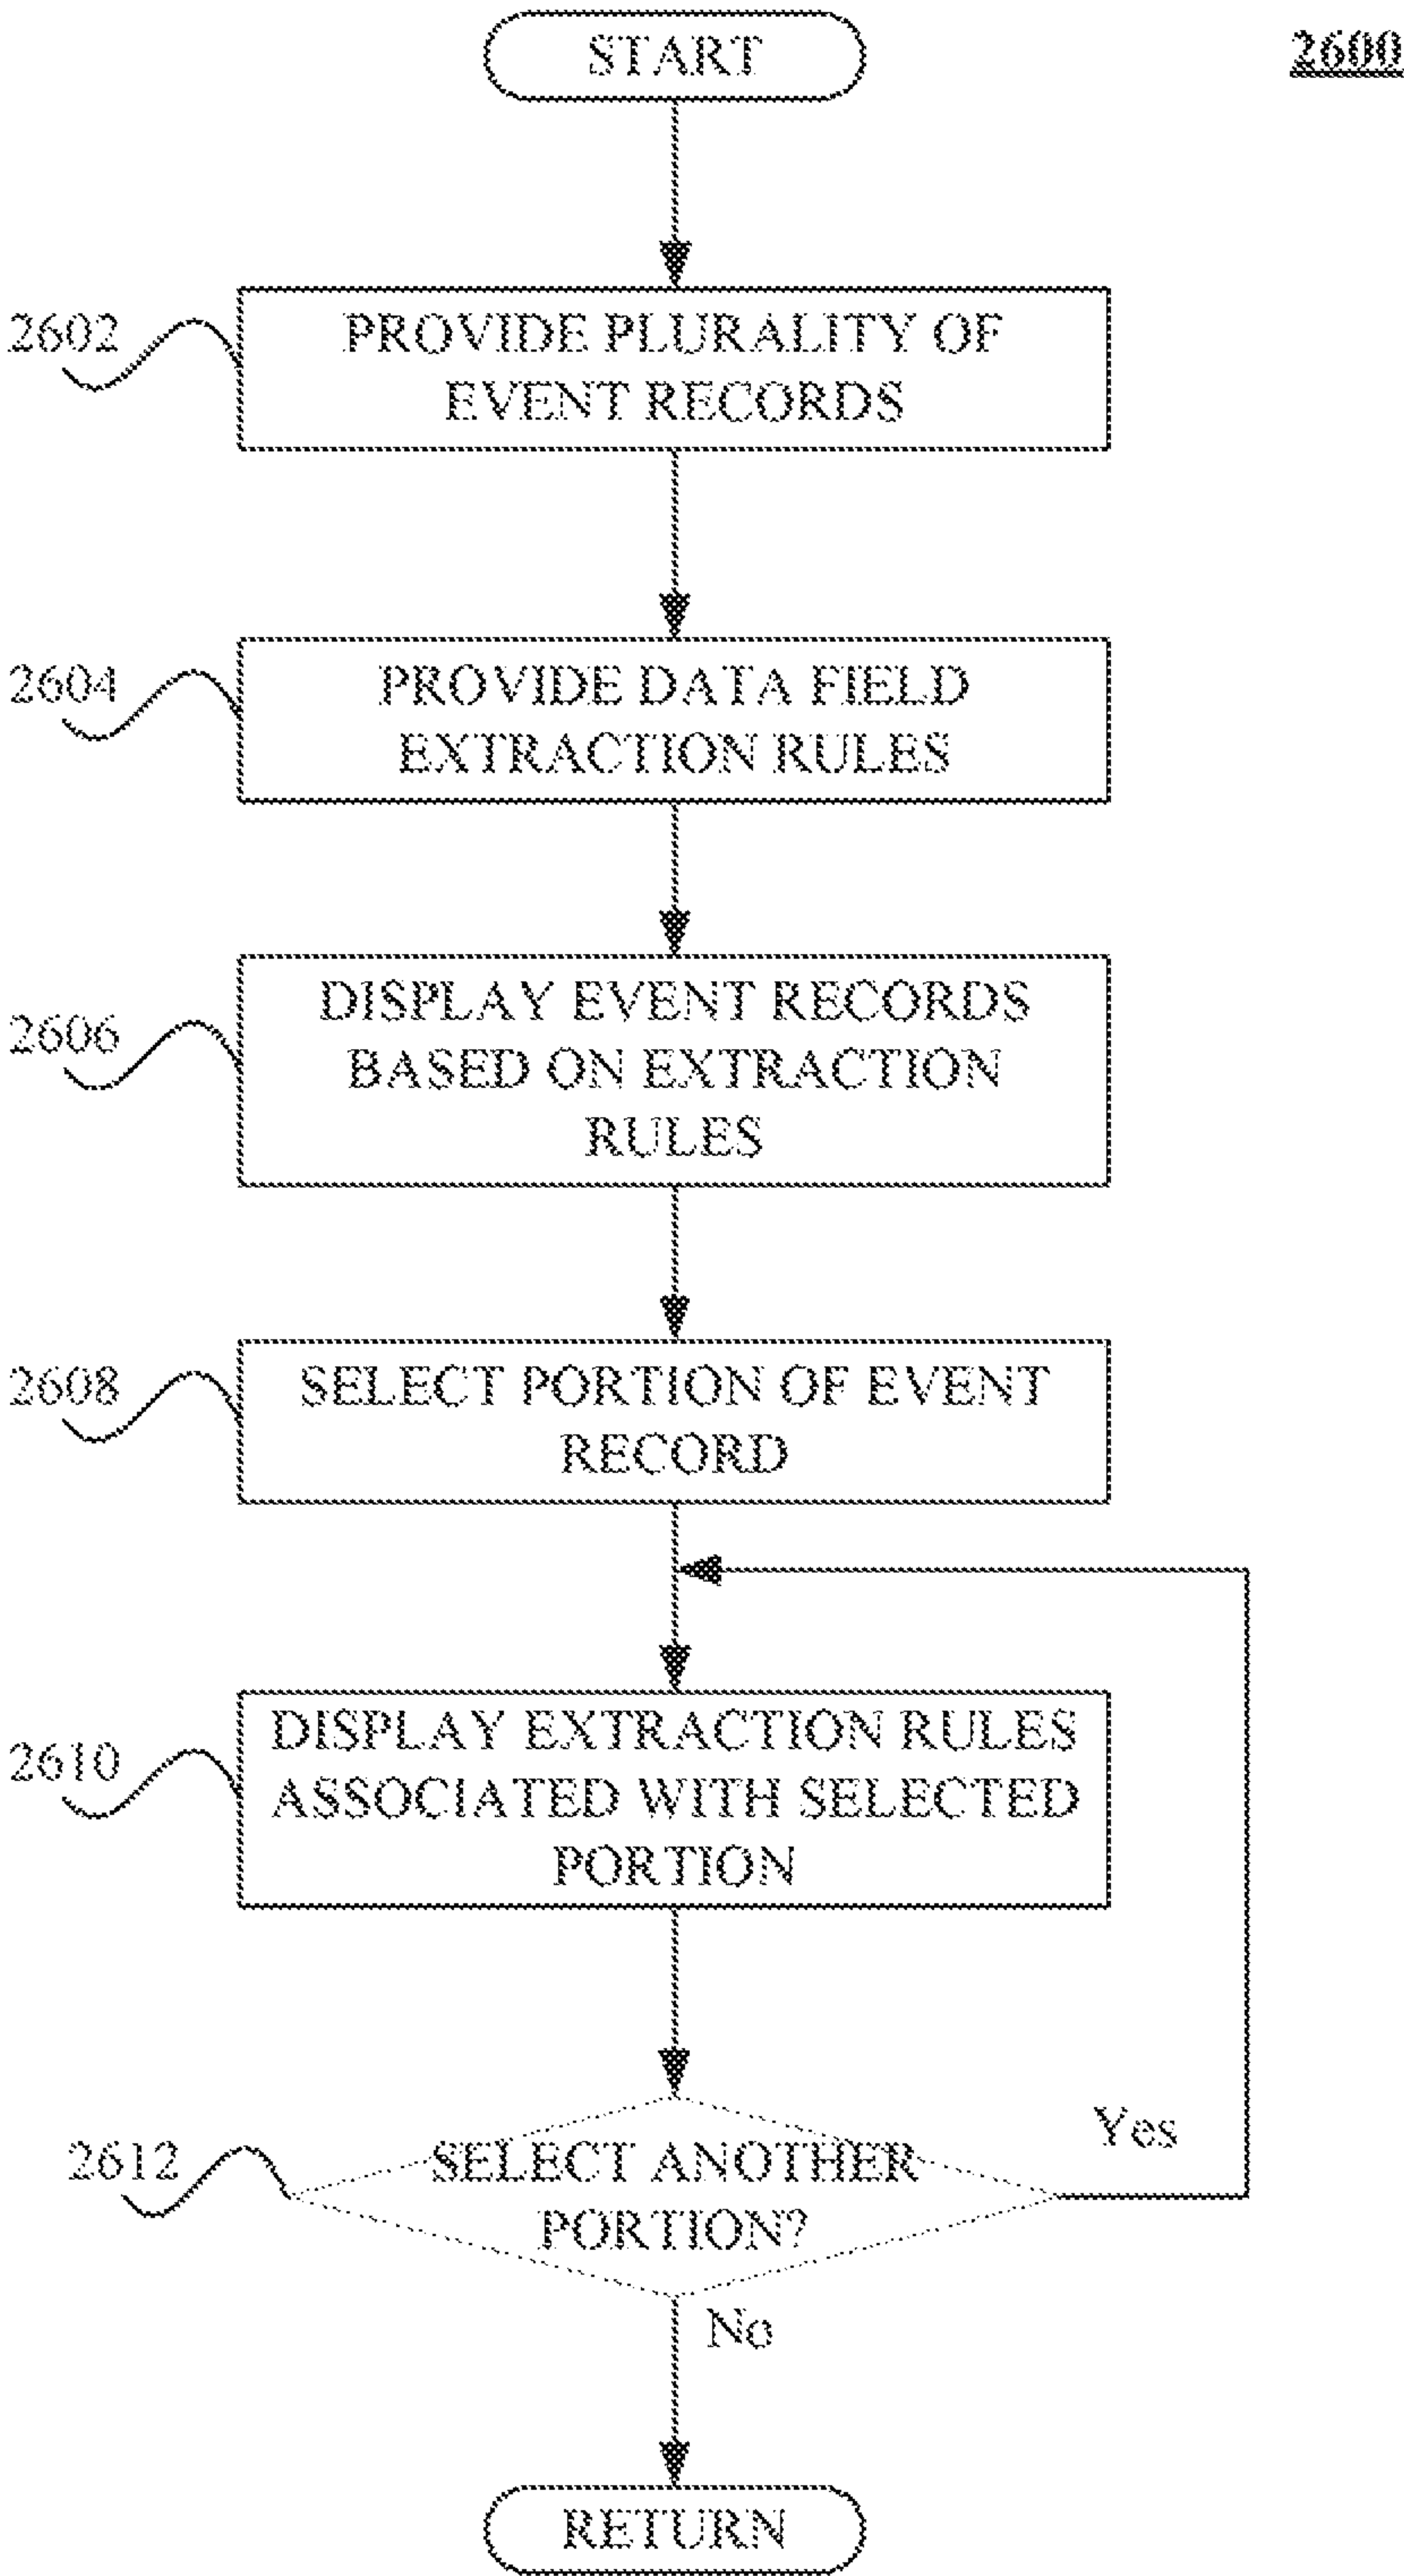 START
2600
2602
PROVIDE PLURALITY OF
EVENT RECORDS
2604
PROVIDE DATA FIELD
EXTRACTION RULES
2606
DISPLAY EVENT RECORDS
BASED ON EXTRACTION
RULES
2608
SELECT PORTION OF EVENT
RECORD
2610
DISPLAY EXTRACTION RULES
ASSOCIATED WITH SELECTED
PORTION
2612
SELECT ANOTHER
PORTION?
Yes
No
RETURN